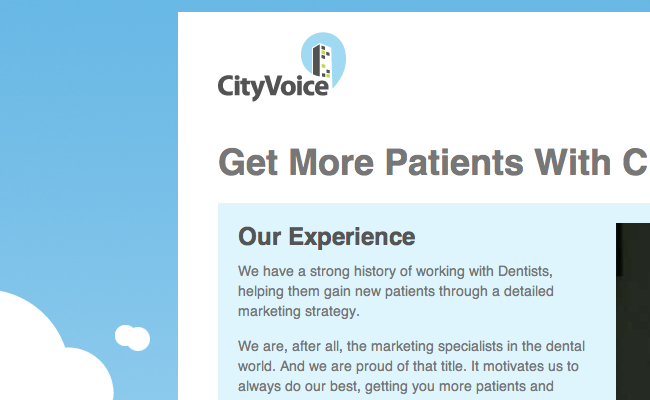 CityVoice
Get More Patients With C
Our Experience
We have a strong history of working with Dentists,
helping them gain new patients through a detailed
marketing strategy.
We are, after all, the marketing specialists in the dental
world. And we are proud of that title. It motivates us to
always do our best, getting you more patients and